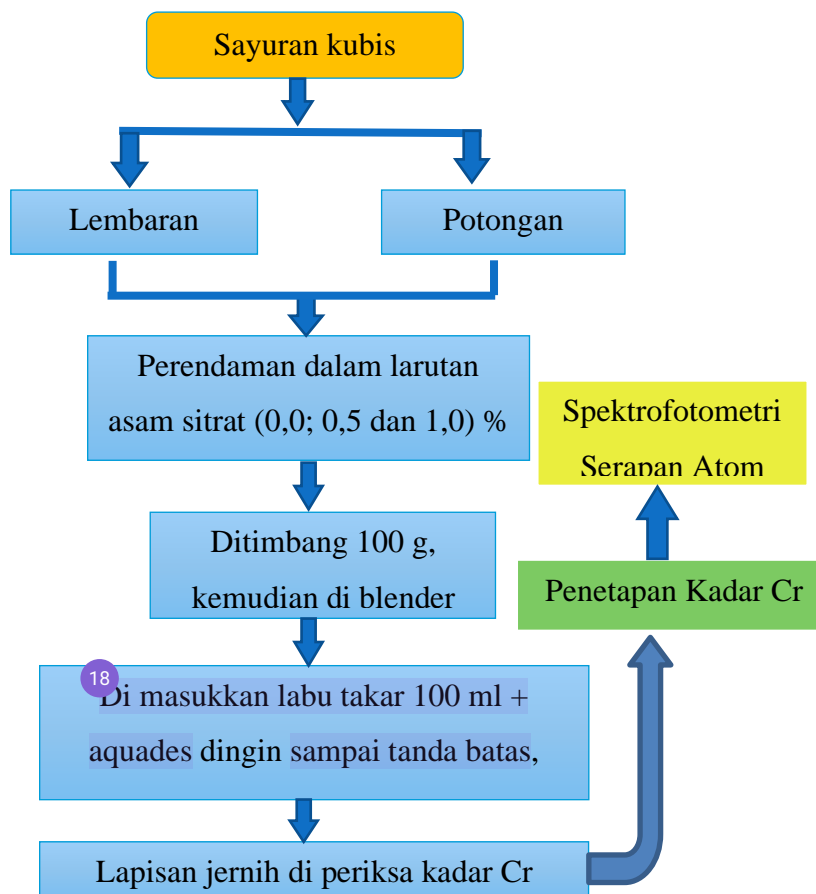 Sayuran kubis
Lembaran
Potongan
Perendaman dalam larutan
asam sitrat (0,0; 0,5 dan 1,0) %
Ditimbang 100 g,
kemudian di blender
18
Di masukkan labu takar 100 ml +
aquades dingin sampai tanda batas,
Lapisan jernih di periksa kadar Cr
Penetapan Kadar Cr
Spektrofotometri
Serapan Atom